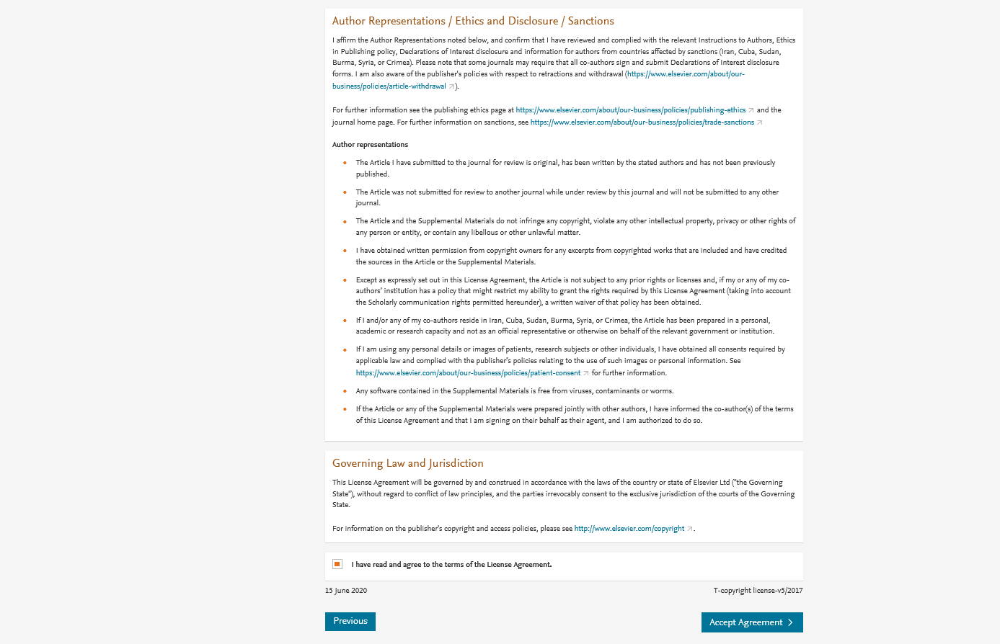 Author Representations / Ethics and Disclosure / Sanctions
I affirm the Author Representations noted below, and confirm that I have reviewed and complied with the relevant Instructions to Authors, Ethics
in Publishing policy, Declarations of Interest disclosure and information for authors from countries affected by sanctions (Iran, Cuba, Sudan,
Burma, Syria, or Crimea). Please note that some journals may require that all co-authors sign and submit Declarations of Interest disclosure
forms. I am also aware of the publisher's policies with respect to retractions and withdrawal (https://www.elsevier.com/about/our-
business/policies/article-withdrawal ).
For further information see the publishing ethics page at https://www.elsevier.com/about/our-business/policies/publishing-ethics and the
journal home page. For further information on sanctions, see https://www.elsevier.com/about/our-business/policies/trade-sanctions
Author representations
• The Article I have submitted to the journal for review is original, has been written by the stated authors and has not been previously
published.
• The Article was not submitted for review to another journal while under review by this journal and will not be submitted to any other
journal.
• The Article and the Supplemental Materials do not infringe any copyright, violate any other intellectual property, privacy or other rights of
any person or entity, or contain any libellous or other unlawful matter.
• I have obtained written permission from copyright owners for any excerpts from copyrighted works that are included and have credited
the sources in the Article or the Supplemental Materials.
• Except as expressly set out in this License Agreement, the Article is not subject to any prior rights or licenses and, if my or any of my co-
authors' institution has a policy that might restrict my ability to grant the rights required by this License Agreement (taking into account
the Scholarly communication rights permitted hereunder), a written waiver of that policy has been obtained.
• If I and/or any of my co-authors reside in Iran, Cuba, Sudan, Burma, Syria, or Crimea, the Article has been prepared in a personal,
academic or research capacity and not as an official representative or otherwise on behalf of the relevant government or institution.
• If I am using any personal details or images of patients, research subjects or other individuals, I have obtained all consents required by
applicable law and complied with the publisher's policies relating to the use of such images or personal information. See
https://www.elsevier.com/about/our-business/policies/patient-consent for further information.
• Any software contained in the Supplemental Materials is free from viruses, contaminants or worms.
• If the Article or any of the Supplemental Materials were prepared jointly with other authors, I have informed the co-author(s) of the terms
of this License Agreement and that I am signing on their behalf as their agent, and I am authorized to do so.
Governing Law and Jurisdiction
This License Agreement will be governed by and construed in accordance with the laws of the country or state of Elsevier Ltd ("the Governing
State"), without regard to conflict of law principles, and the parties irrevocably consent to the exclusive jurisdiction of the courts of the Governing
State.
For information on the publisher's copyright and access policies, please see http://www.elsevier.com/copyright .
I have read and agree to the terms of the License Agreement.
15 June 2020 T-copyright license-v5/2017
Previous Accept Agreement